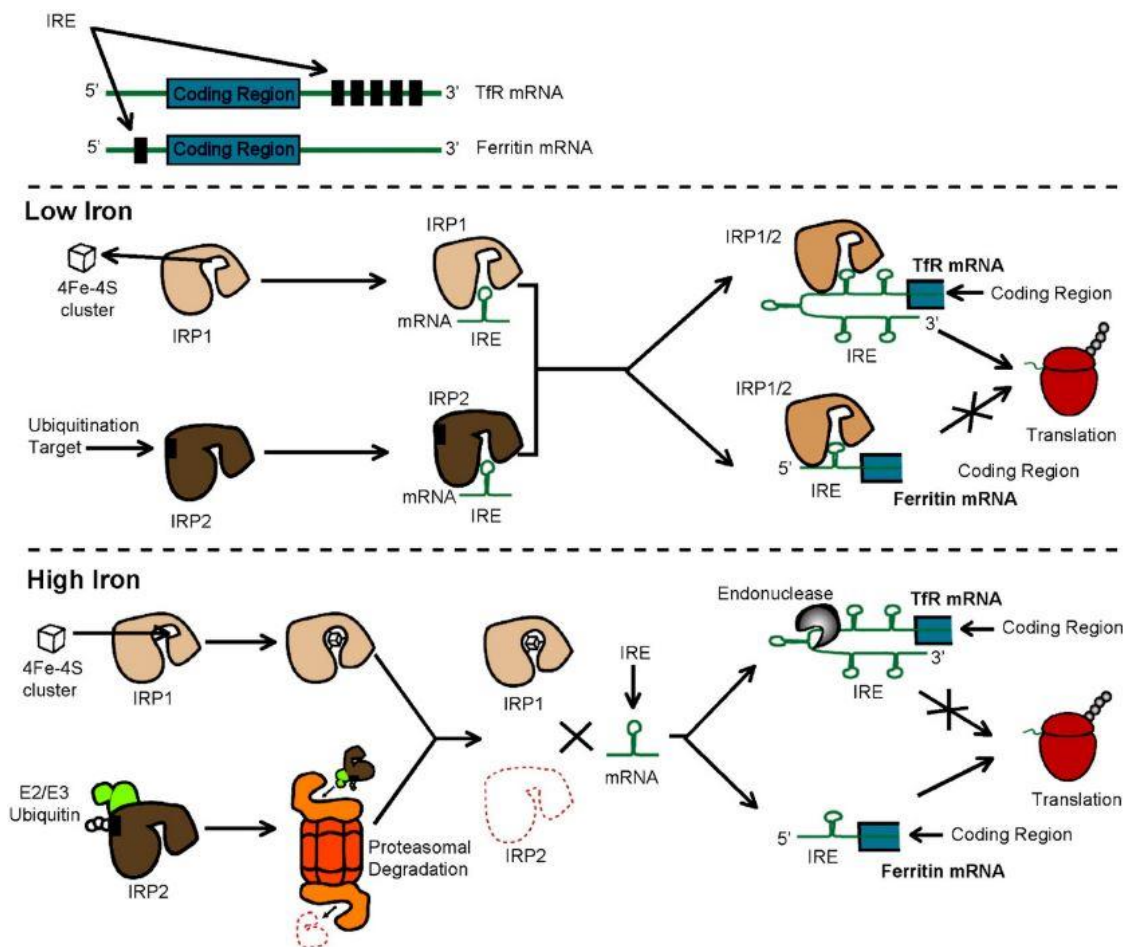 IRE
5'
Coding Region
3'
TfR mRNA
5'
Coding Region
3'
Ferritin mRNA
Low Iron
4Fe-4S
cluster
IRP1
IRP1
mRNA
IRE
IRP1/2
TfR mRNA
Coding Region
3'
IRE
Ubiquitination
Target
IRP2
IRP2
mRNA
IRE
IRP1/2
5'
IRE
Coding Region
Ferritin mRNA
Translation
High Iron
4Fe-4S
cluster
IRP1
IRP1
IRE
mRNA
Endonuclease
TfR mRNA
Coding Region
3'
IRE
E2/E3
Ubiquitin
IRP2
Proteasomal
Degradation
IRP2
5'
IRE
Coding Region
Ferritin mRNA
Translation